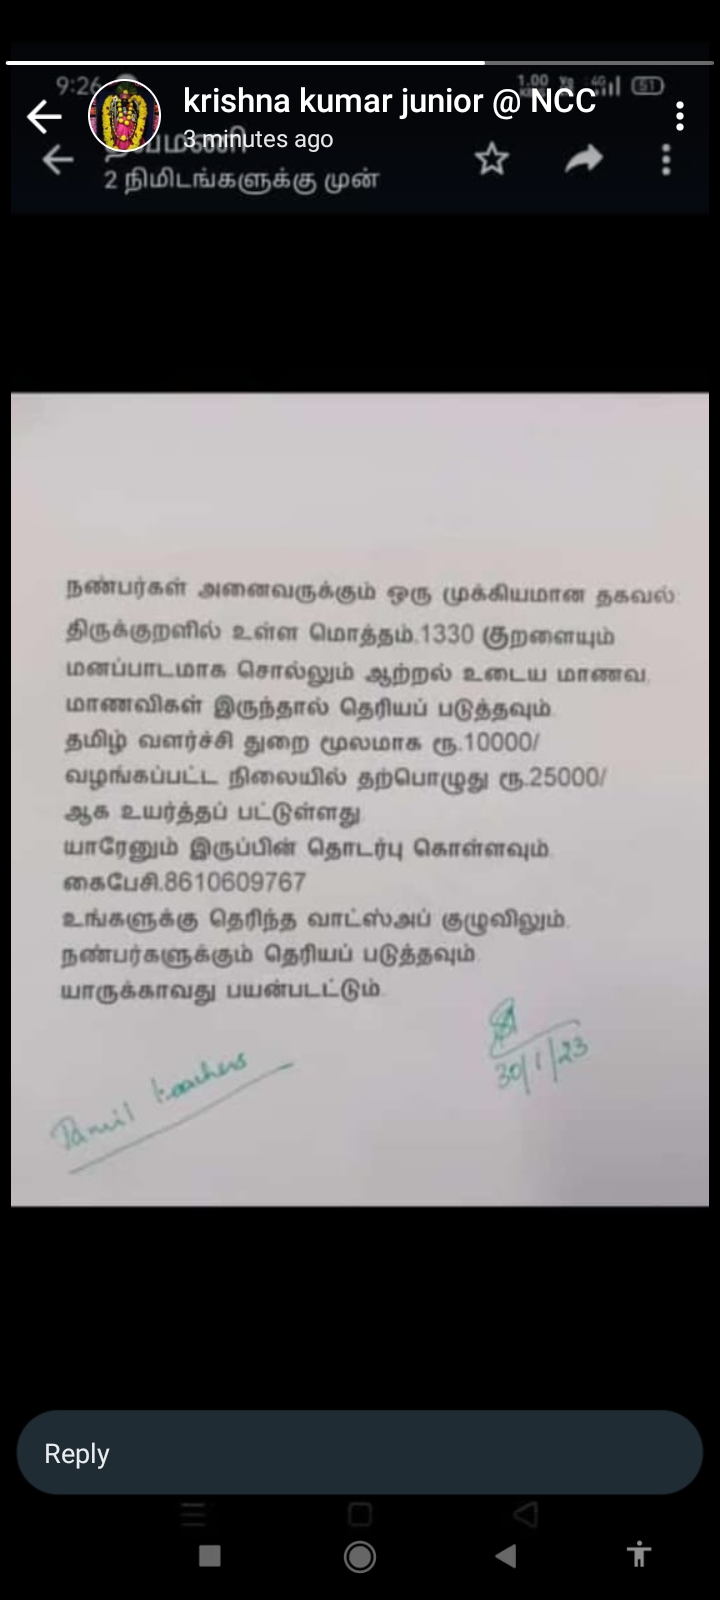 9:26
krishna kumar junior @ NCC
3 minutes ago
2 நிமிடங்களுக்கு முன்
நண்பர்கள் அனைவருக்கும் ஒரு முக்கியமான தகவல்
திருக்குறளில் உள்ள மொத்தம்.1330 குறளையும்
மனப்பாடமாக சொல்லும் ஆற்றல் உடைய மாணவ,
மாணவிகள் இருந்தால் தெரியப் படுத்தவும்.
தமிழ் வளர்ச்சி துறை மூலமாக ரூ.10000/
வழங்கப்பட்ட நிலையில் தற்பொழுது ரூ.25000/
ஆக உயர்த்தப் பட்டுள்ளது
யாரேனும் இருப்பின் தொடர்பு கொள்ளவும்.
கைபேசி.8610609767
உங்களுக்கு தெரிந்த வாட்ஸ்அப் குழுவிலும்,
நண்பர்களுக்கும் தெரியப் படுத்தவும்
யாருக்காவது பயன்படட்டும்.
30/1/23
Tamil teachers
Reply